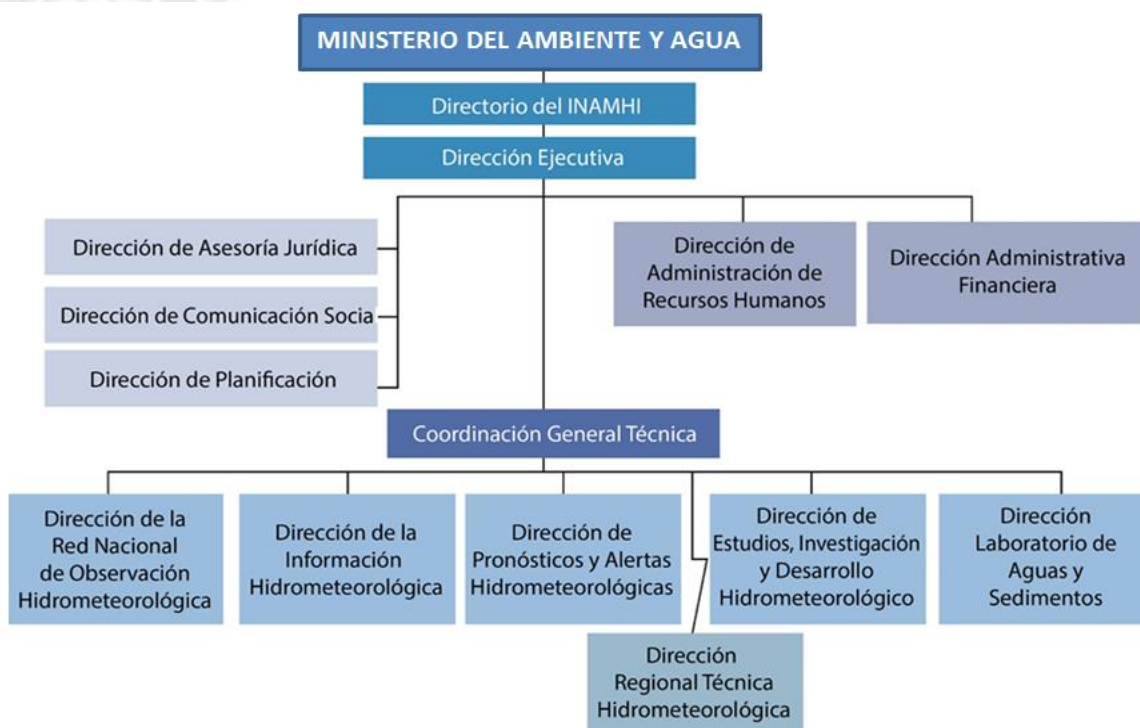 MINISTERIO DEL AMBIENTE Y AGUA
Directorio del INAMHI
Dirección Ejecutiva
Dirección de Asesoría Jurídica
Dirección de Comunicación Socia
Dirección de Planificación
Dirección de
Administración de
Recursos Humanos
Dirección Administrativa
Financiera
Coordinación General Técnica
Dirección de la
Red Nacional
de Observación
Hidrometeorológica
Dirección de la
Información
Hidrometeorológica
Dirección de
Pronósticos y Alertas
Hidrometeorológicas
Dirección de
Estudios, Investigación
y Desarrollo
Hidrometeorológico
Dirección
Laboratorio de
Aguas y
Sedimentos
Dirección
Regional Técnica
Hidrometeorológica